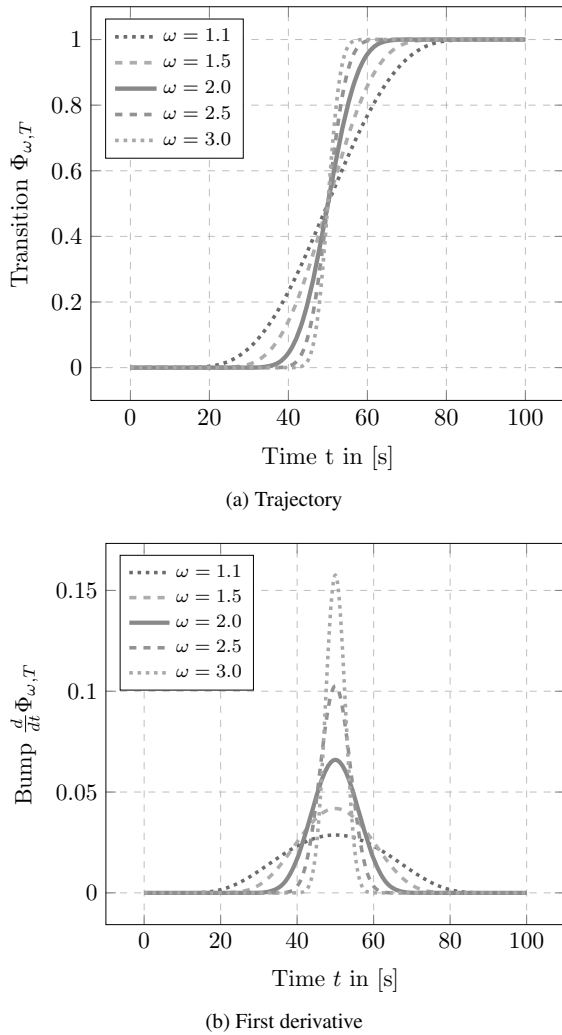 1
0.8
0.6
0.4
0.2
0
Transition Φ_{ω,T}
ω = 1.1
ω = 1.5
ω = 2.0
ω = 2.5
ω = 3.0
0 20 40 60 80 100
Time t in [s]
(a) Trajectory
0.15
0.1
0.05
0
Bump d/dt Φ_{ω,T}
ω = 1.1
ω = 1.5
ω = 2.0
ω = 2.5
ω = 3.0
0 20 40 60 80 100
Time t in [s]
(b) First derivative